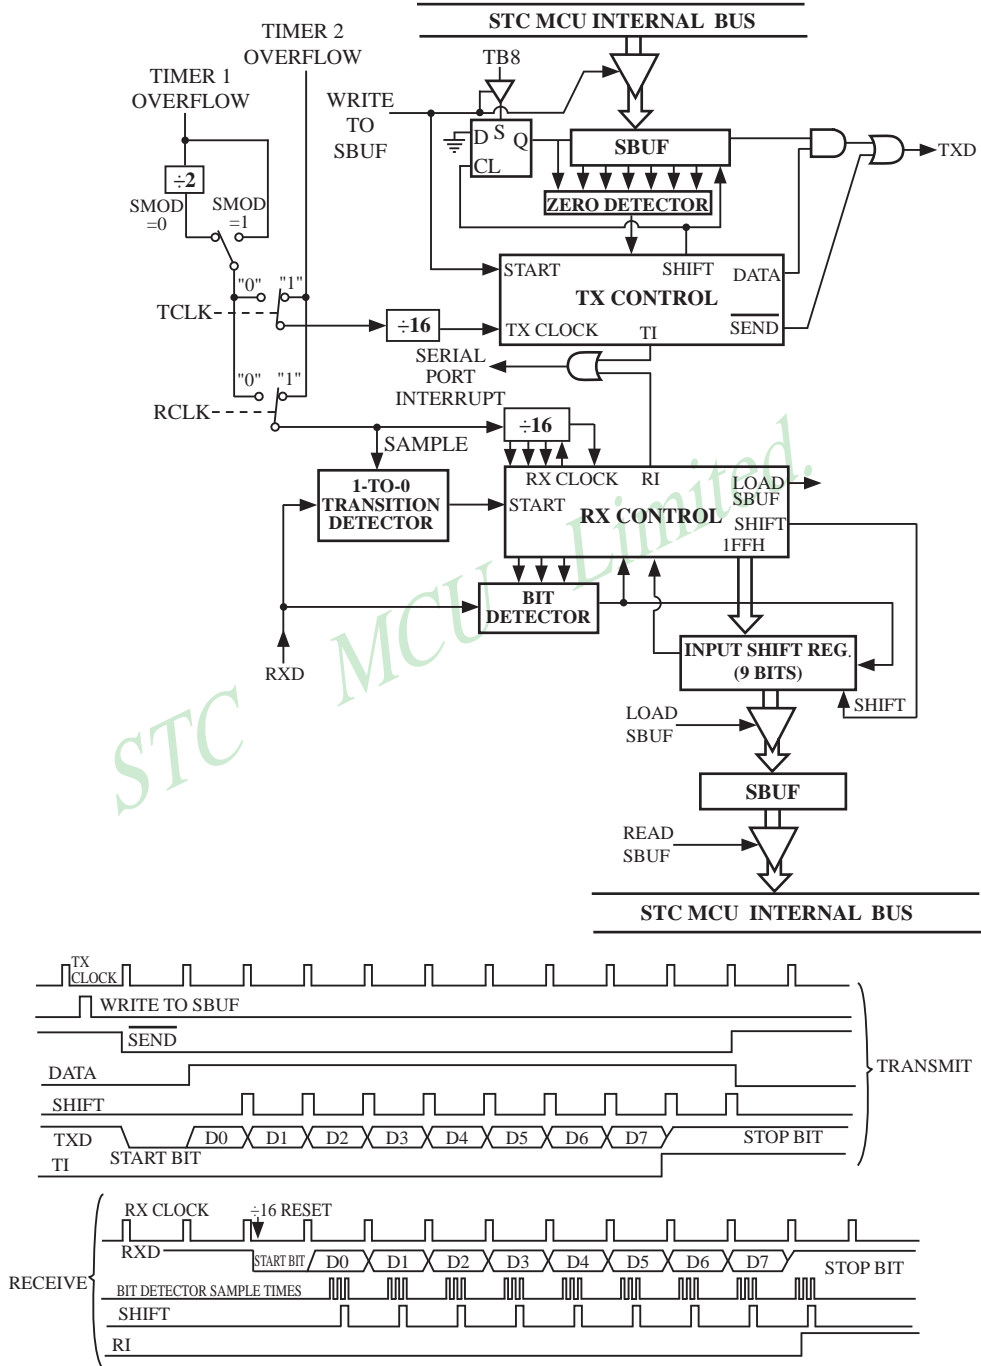 STC MCU INTERNAL BUS
TIMER 2
OVERFLOW
TB8
TIMER 1
OVERFLOW
WRITE
TO
SBUF
D S Q
CL
SBUF
TXD
÷2
ZERO DETECTOR
SMOD
=0
SMOD
=1
START
SHIFT
DATA
TX CONTROL
"0" "1"
TCLK
÷16
TX CLOCK
TI
SEND
SERIAL
PORT
INTERRUPT
"0" "1"
RCLK
÷16
SAMPLE
RX CLOCK
RI
LOAD
SBUF
1-TO-0
TRANSITION
DETECTOR
START
RX CONTROL
SHIFT
1FFH
BIT
DETECTOR
RXD
INPUT SHIFT REG.
(9 BITS)
SHIFT
LOAD
SBUF
SBUF
READ
SBUF
STC MCU INTERNAL BUS
STC MCU Limited.
TX
CLOCK
WRITE TO SBUF
SEND
DATA
TRANSMIT
SHIFT
TXD
START BIT
D0 D1 D2 D3 D4 D5 D6 D7
STOP BIT
TI
RX CLOCK
÷16 RESET
RXD
START BIT
D0 D1 D2 D3 D4 D5 D6 D7
STOP BIT
RECEIVE
BIT DETECTOR SAMPLE TIMES
SHIFT
RI